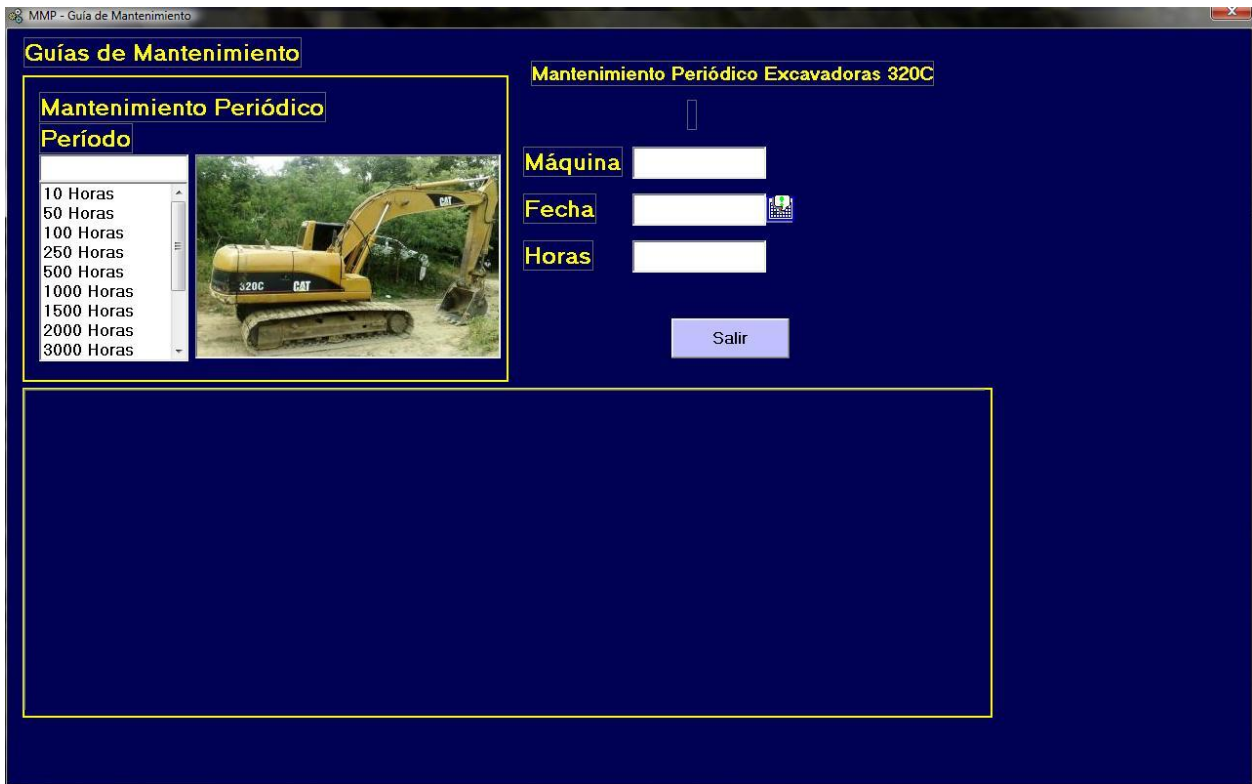 MMP - Guía de Mantenimiento
Guías de Mantenimiento
Mantenimiento Periódico
Período
10 Horas
50 Horas
100 Horas
250 Horas
500 Horas
1000 Horas
1500 Horas
2000 Horas
3000 Horas
320C CAT
CAT
Mantenimiento Periódico Excavadoras 320C
Máquina
Fecha
Horas
Salir